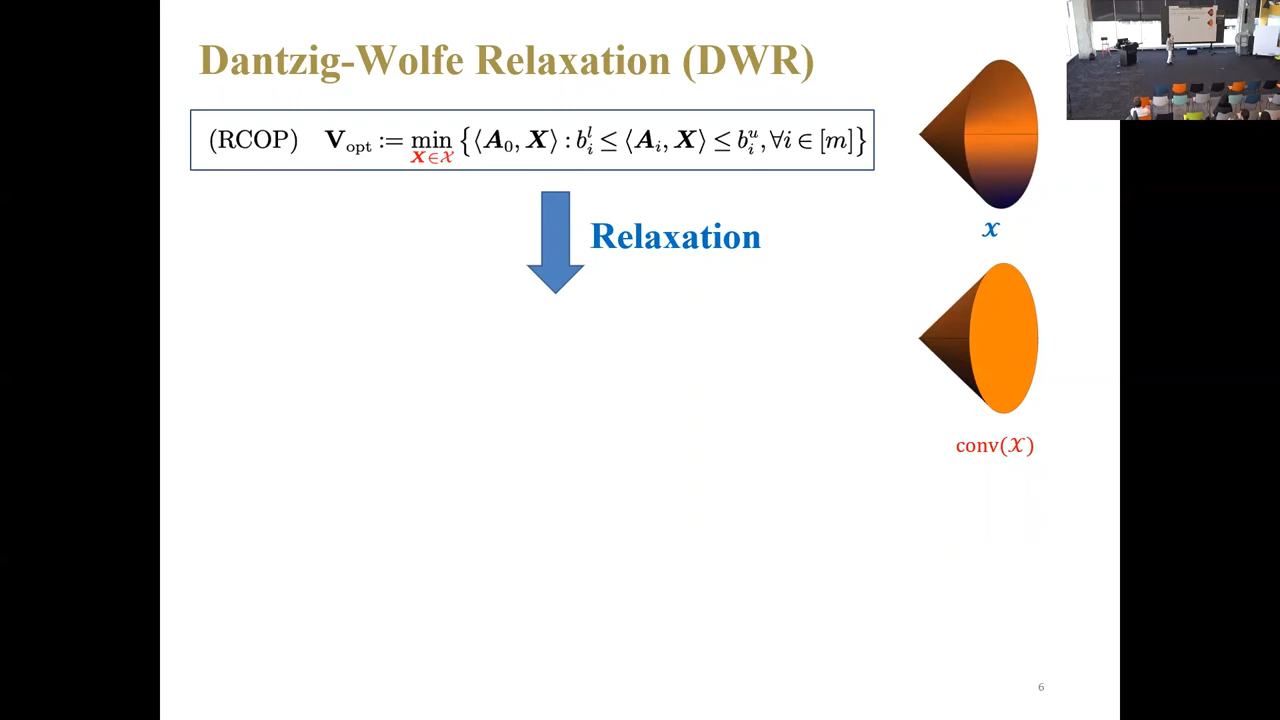 Dantzig-Wolfe Relaxation (DWR)
(RCOP) V_opt := min_{X∈𝒳} {⟨A_0, X⟩ : b_i^l ≤ ⟨A_i, X⟩ ≤ b_i^u, ∀i ∈ [m]}
Relaxation
𝒳
conv(𝒳)
6